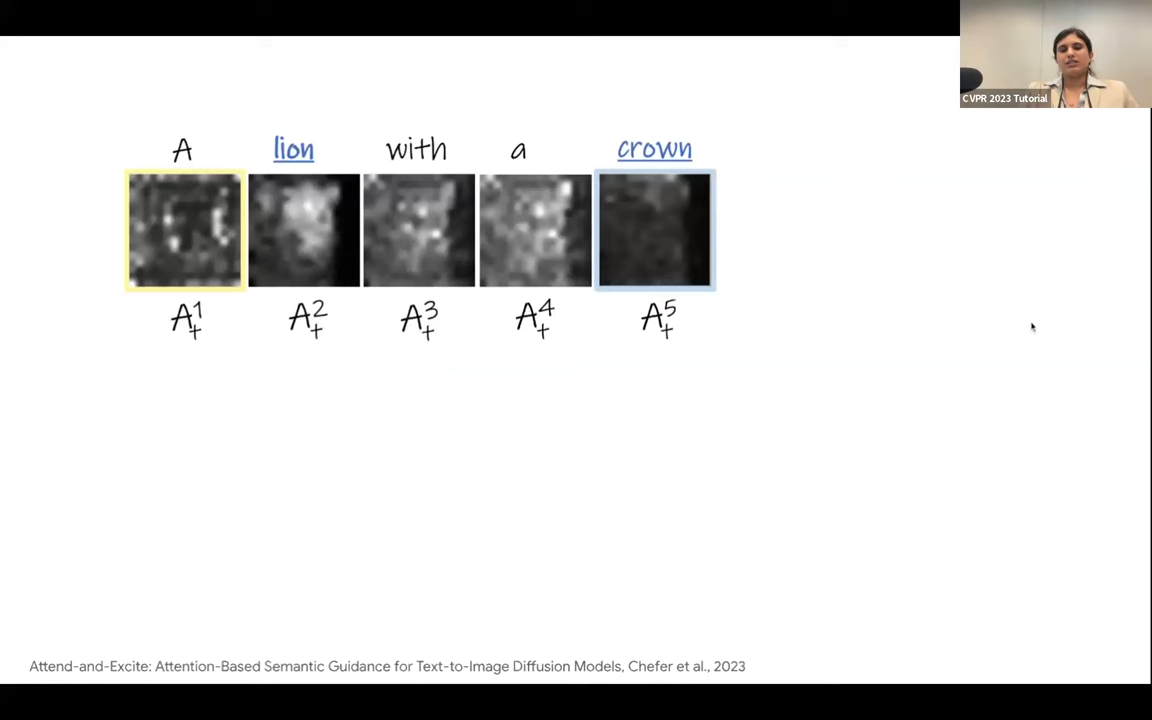 CVPR 2023 Tutorial
A lion with a crown
A¹₊ A²₊ A³₊ A⁴₊ A⁵₊
Attend-and-Excite: Attention-Based Semantic Guidance for Text-to-Image Diffusion Models, Chefer et al., 2023